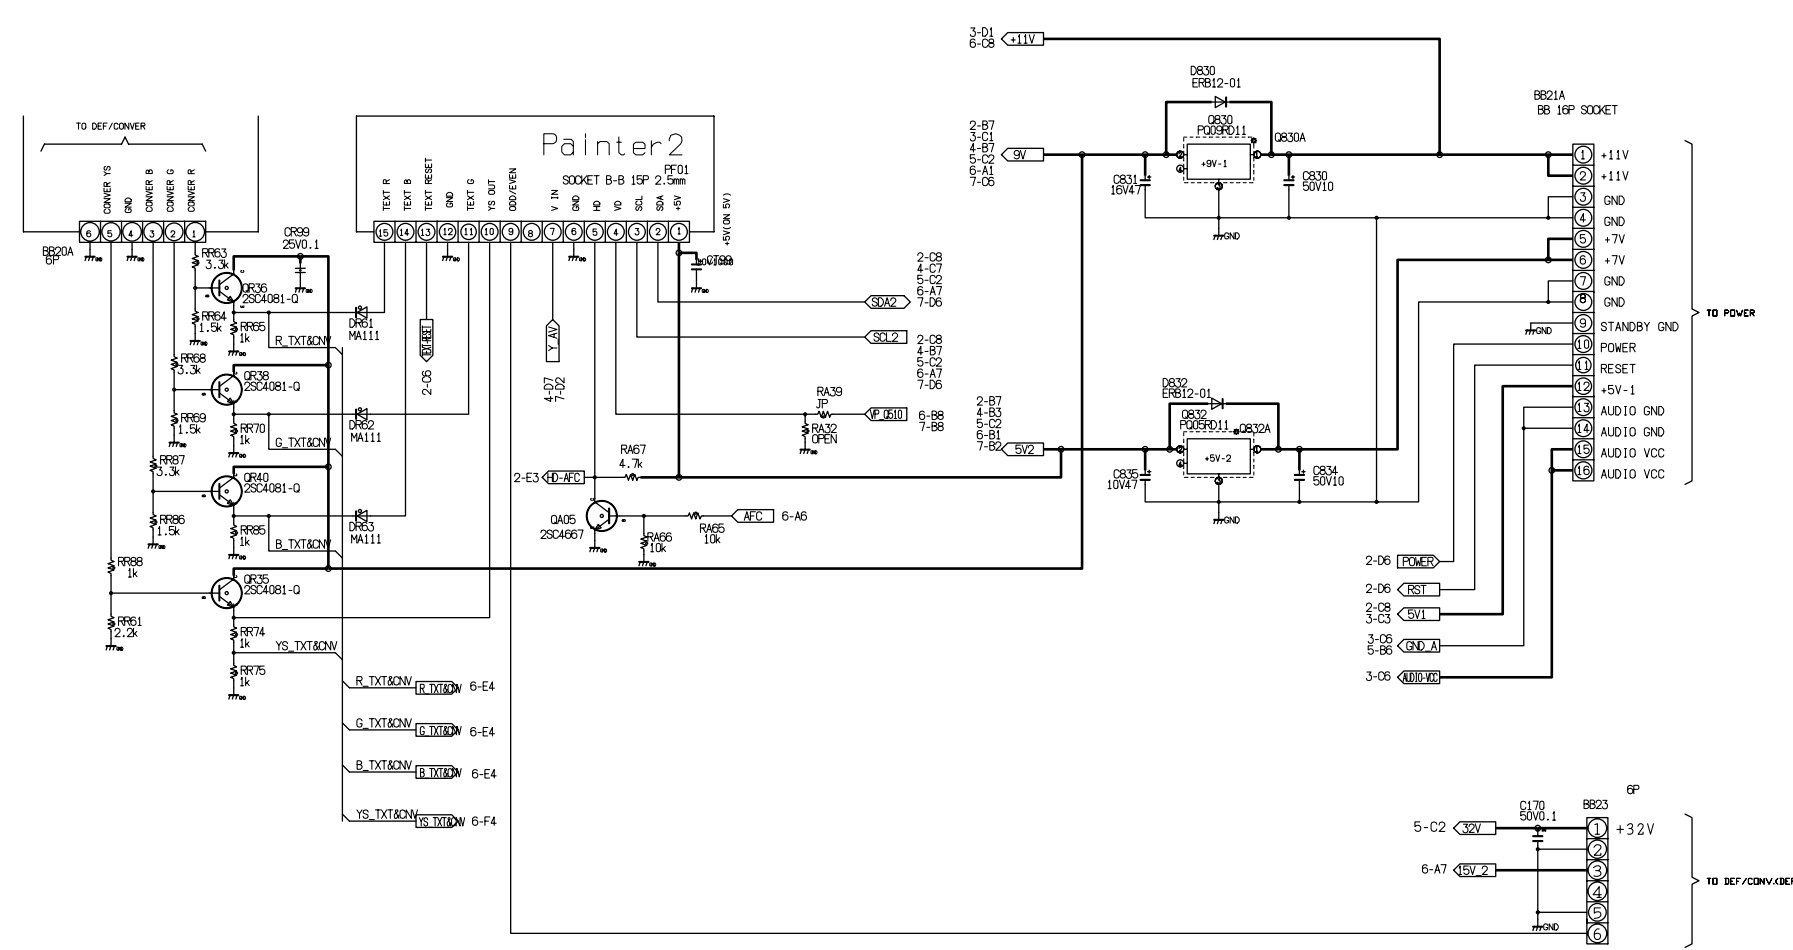 TO DEF/CONVER
CONVER YS
GND
CONVER B
CONVER G
CONVER R
6
5
4
3
2
1
BB20A
6P
CR99
25V0.1
RR63
3.3k
QR36
2SC4081-Q
RR64
1.5k
RR65
1k
R_TXT&CNV
DR61
MA111
RR68
3.3k
QR38
2SC4081-Q
RR69
1.5k
RR70
1k
G_TXT&CNV
DR62
MA111
RR87
3.3k
QR40
2SC4081-Q
RR86
1.5k
RR85
1k
B_TXT&CNV
DR63
MA111
RR88
1k
QR35
2SC4081-Q
RR61
2.2k
RR74
1k
YS_TXT&CNV
RR75
1k
R_TXT&CNV
R_TXT&CNV
6-E4
G_TXT&CNV
G_TXT&CNV
6-E4
B_TXT&CNV
B_TXT&CNV
6-E4
YS_TXT&CNV
YS_TXT&CNV
6-F4
Painter2
PF01
SOCKET B-B 15P 2.5mm
TEXT R
TEXT B
TEXT RESET
GND
TEXT G
YS OUT
ODD/EVEN
V IN
GND
HD
VD
SCL
SDA
+5V
+5V(ON 5V)
15
14
13
12
11
10
9
8
7
6
5
4
3
2
1
CT99
TEXT-RESET
2-C6
Y_AV
4-D7
7-D2
2-C8
4-C7
5-C2
6-A7
7-D6
SDA2
SCL2
2-C8
4-B7
5-C2
6-A7
7-D6
RA39
JP
VP_Q510
6-B8
7-B8
RA32
OPEN
RA67
4.7k
2-E3
HD-AFC
QA05
2SC4667
RA66
10k
RA65
10k
AFC
6-A6
3-D1
6-C8
+11V
D830
ERB12-01
Q830
PQ09RD11
Q830A
+9V-1
2-B7
3-C1
4-B7
5-C2
6-A1
7-C6
9V
C831
16V47
C830
50V10
GND
D832
ERB12-01
Q832
PQ05RD11
Q832A
+5V-2
2-B7
4-B3
5-C2
6-B1
7-B2
5V2
C835
10V47
C834
50V10
GND
BB21A
BB 16P SOCKET
1 +11V
2 +11V
3 GND
4 GND
5 +7V
6 +7V
7 GND
8 GND
GND
9 STANDBY GND
10 POWER
11 RESET
12 +5V-1
13 AUDIO GND
14 AUDIO GND
15 AUDIO VCC
16 AUDIO VCC
TO POWER
2-D6
POWER
2-D6
RST
2-C8
3-C3
5V1
3-C6
5-B6
GND_A
3-C6
AUDIO-VCC
6P
C170
50V0.1
BB23
5-C2
32V
1 +32V
2
6-A7
15V_2
3
4
5
GND
6
TO DEF/CONV.(DEF